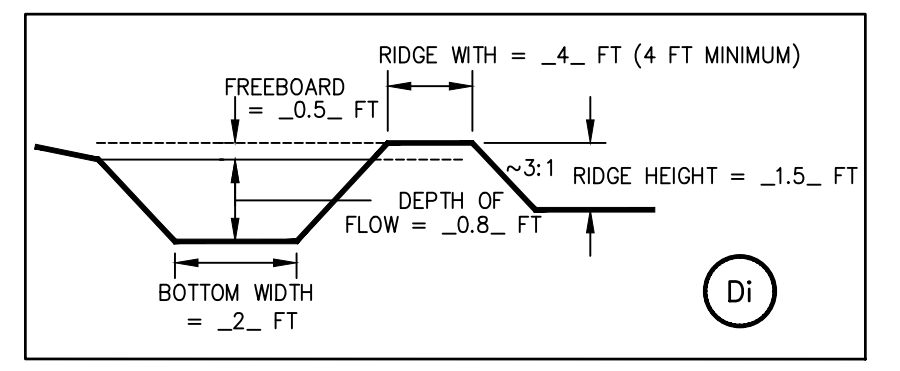 RIDGE WITH = _4_ FT (4 FT MINIMUM)
FREEBOARD
= _0.5_ FT
~3:1
RIDGE HEIGHT = _1.5_ FT
DEPTH OF
FLOW = _0.8_ FT
BOTTOM WIDTH
= _2_ FT
Di